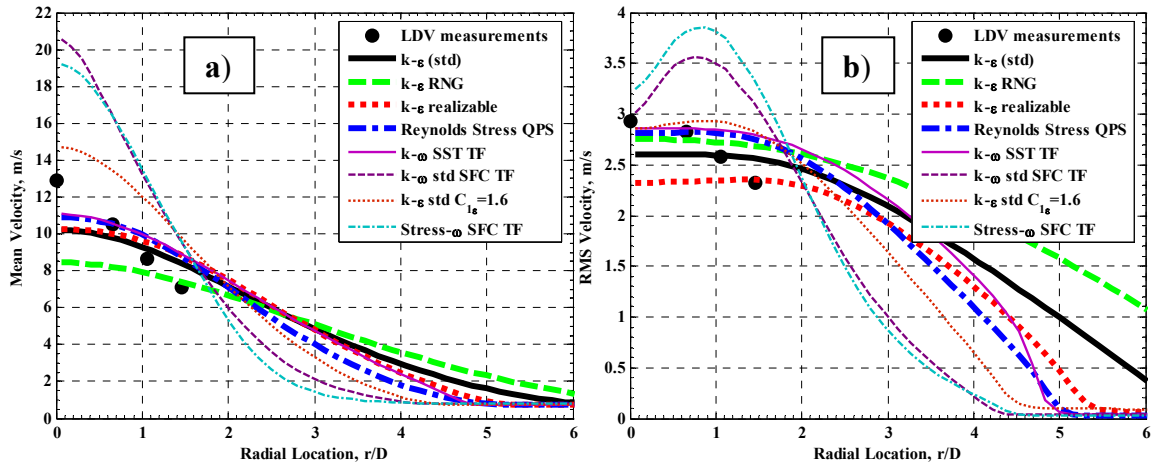 22
20
18
16
14
12
10
8
6
4
2
0
0
1
2
3
4
5
6
Mean Velocity, m/s
Radial Location, r/D
a)
LDV measurements
k-ε (std)
k-ε RNG
k-ε realizable
Reynolds Stress QPS
k-ω SST TF
k-ω std SFC TF
k-ε std C1ε=1.6
Stress-ω SFC TF
4
3.5
3
2.5
2
1.5
1
0.5
0
0
1
2
3
4
5
6
RMS Velocity, m/s
Radial Location, r/D
b)
LDV measurements
k-ε (std)
k-ε RNG
k-ε realizable
Reynolds Stress QPS
k-ω SST TF
k-ω std SFC TF
k-ε std C1ε=1.6
Stress-ω SFC TF